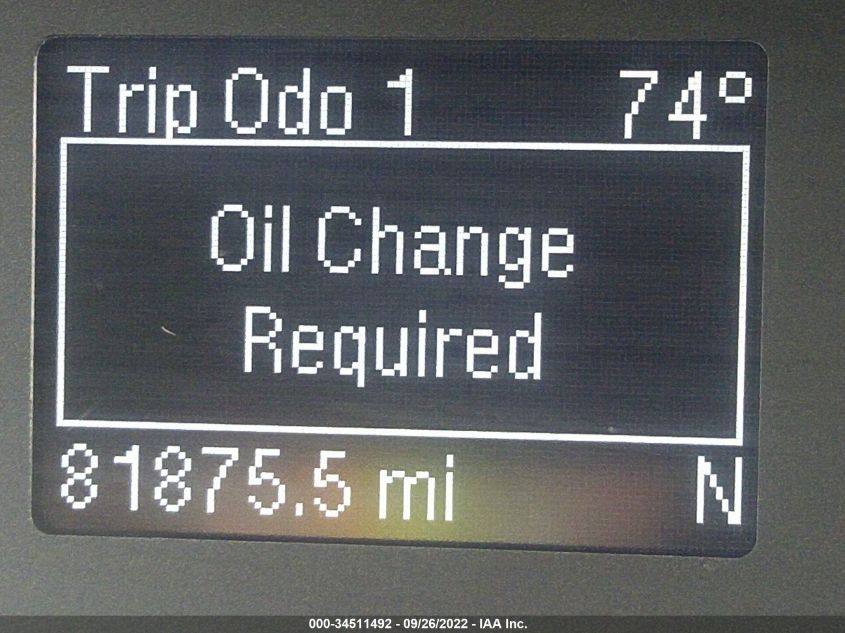 Trip Odo 1 74°
Oil Change
Required
81875.5 mi N
000-34511492 - 09/26/2022 - IAA Inc.